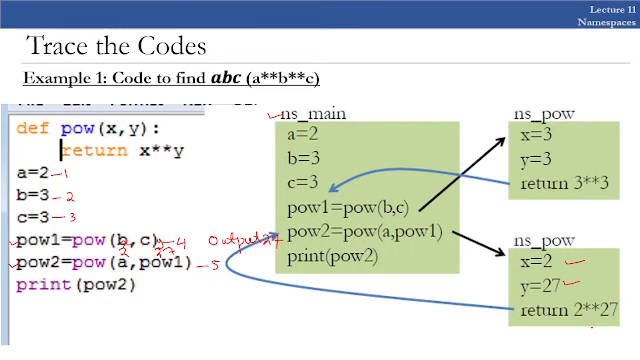 Lecture 11
Namespaces
Trace the Codes
Example 1: Code to find abc (a**b**c)
def pow(x,y):
return x**y
a=2 - 1
b=3 - 2
c=3 - 3
pow1=pow(b,c) - 4 Output 27
pow2=pow(a,pow1) - 5
print(pow2)
ns_main
a=2
b=3
c=3
pow1=pow(b,c)
pow2=pow(a,pow1)
print(pow2)
ns_pow
x=3
y=3
return 3**3
ns_pow
x=2
y=27
return 2**27